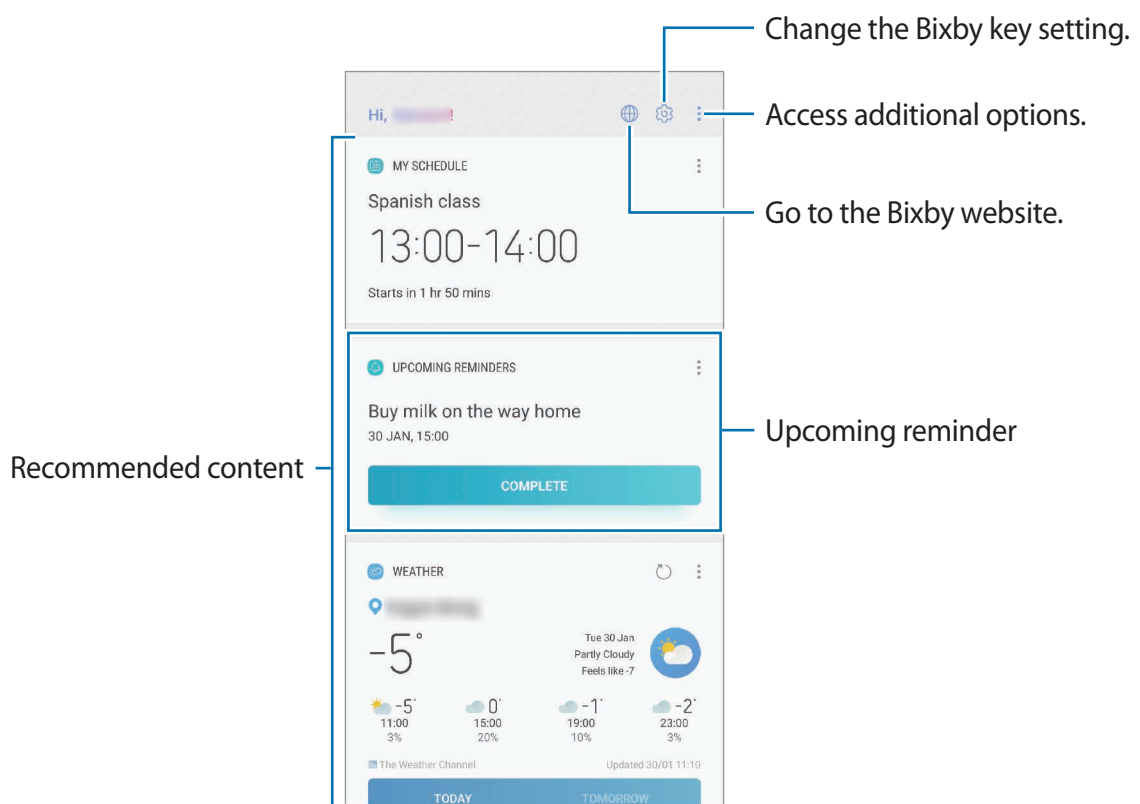 Change the Bixby key setting.
Hi, !
Access additional options.
MY SCHEDULE
Spanish class
Go to the Bixby website.
13:00-14:00
Starts in 1 hr 50 mins
UPCOMING REMINDERS
Buy milk on the way home
30 JAN, 15:00
Upcoming reminder
Recommended content
COMPLETE
WEATHER
-5°
Tue 30 Jan
Partly Cloudy
Feels like -7
-5° 0° -1° -2°
11:00 15:00 19:00 23:00
3% 20% 10% 3%
The Weather Channel Updated 30/01 11:10
TODAY TOMORROW